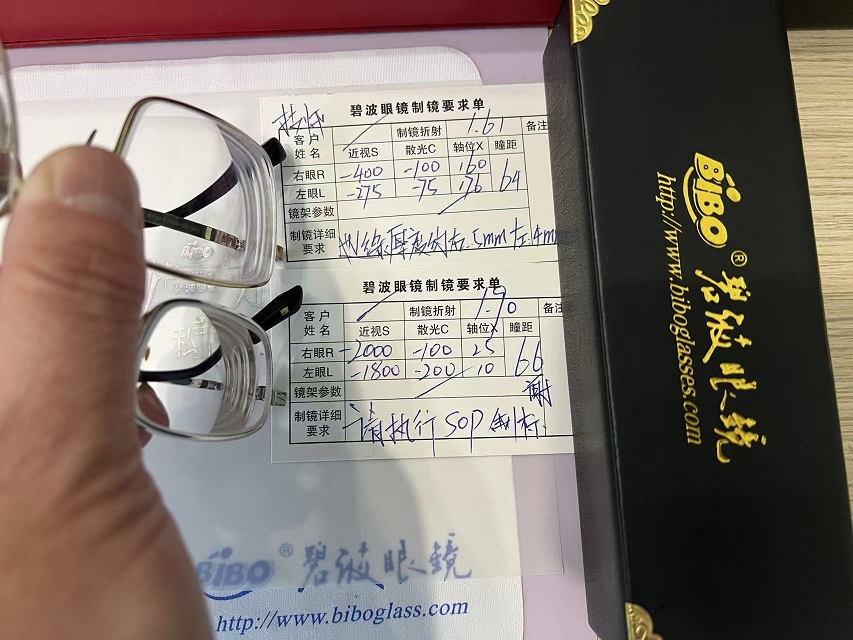 碧波眼镜制镜要求单
客户姓名 制镜折射 1.61 备注
近视S 散光C 轴位X 瞳距
右眼R -400 -100 160 64
左眼L -275 -75 176
镜架参数
制镜详细要求
碧波眼镜制镜要求单
客户姓名 制镜折射 1.70 备注
近视S 散光C 轴位X 瞳距
右眼R -2000 -100 25 66
左眼L -1800 -200 10
镜架参数 谢
制镜详细要求 请执行SOP
BiBO® 碧波眼镜
http://www.biboglass.com
BiBO® 碧波眼镜
http://www.biboglasses.com
BiBO